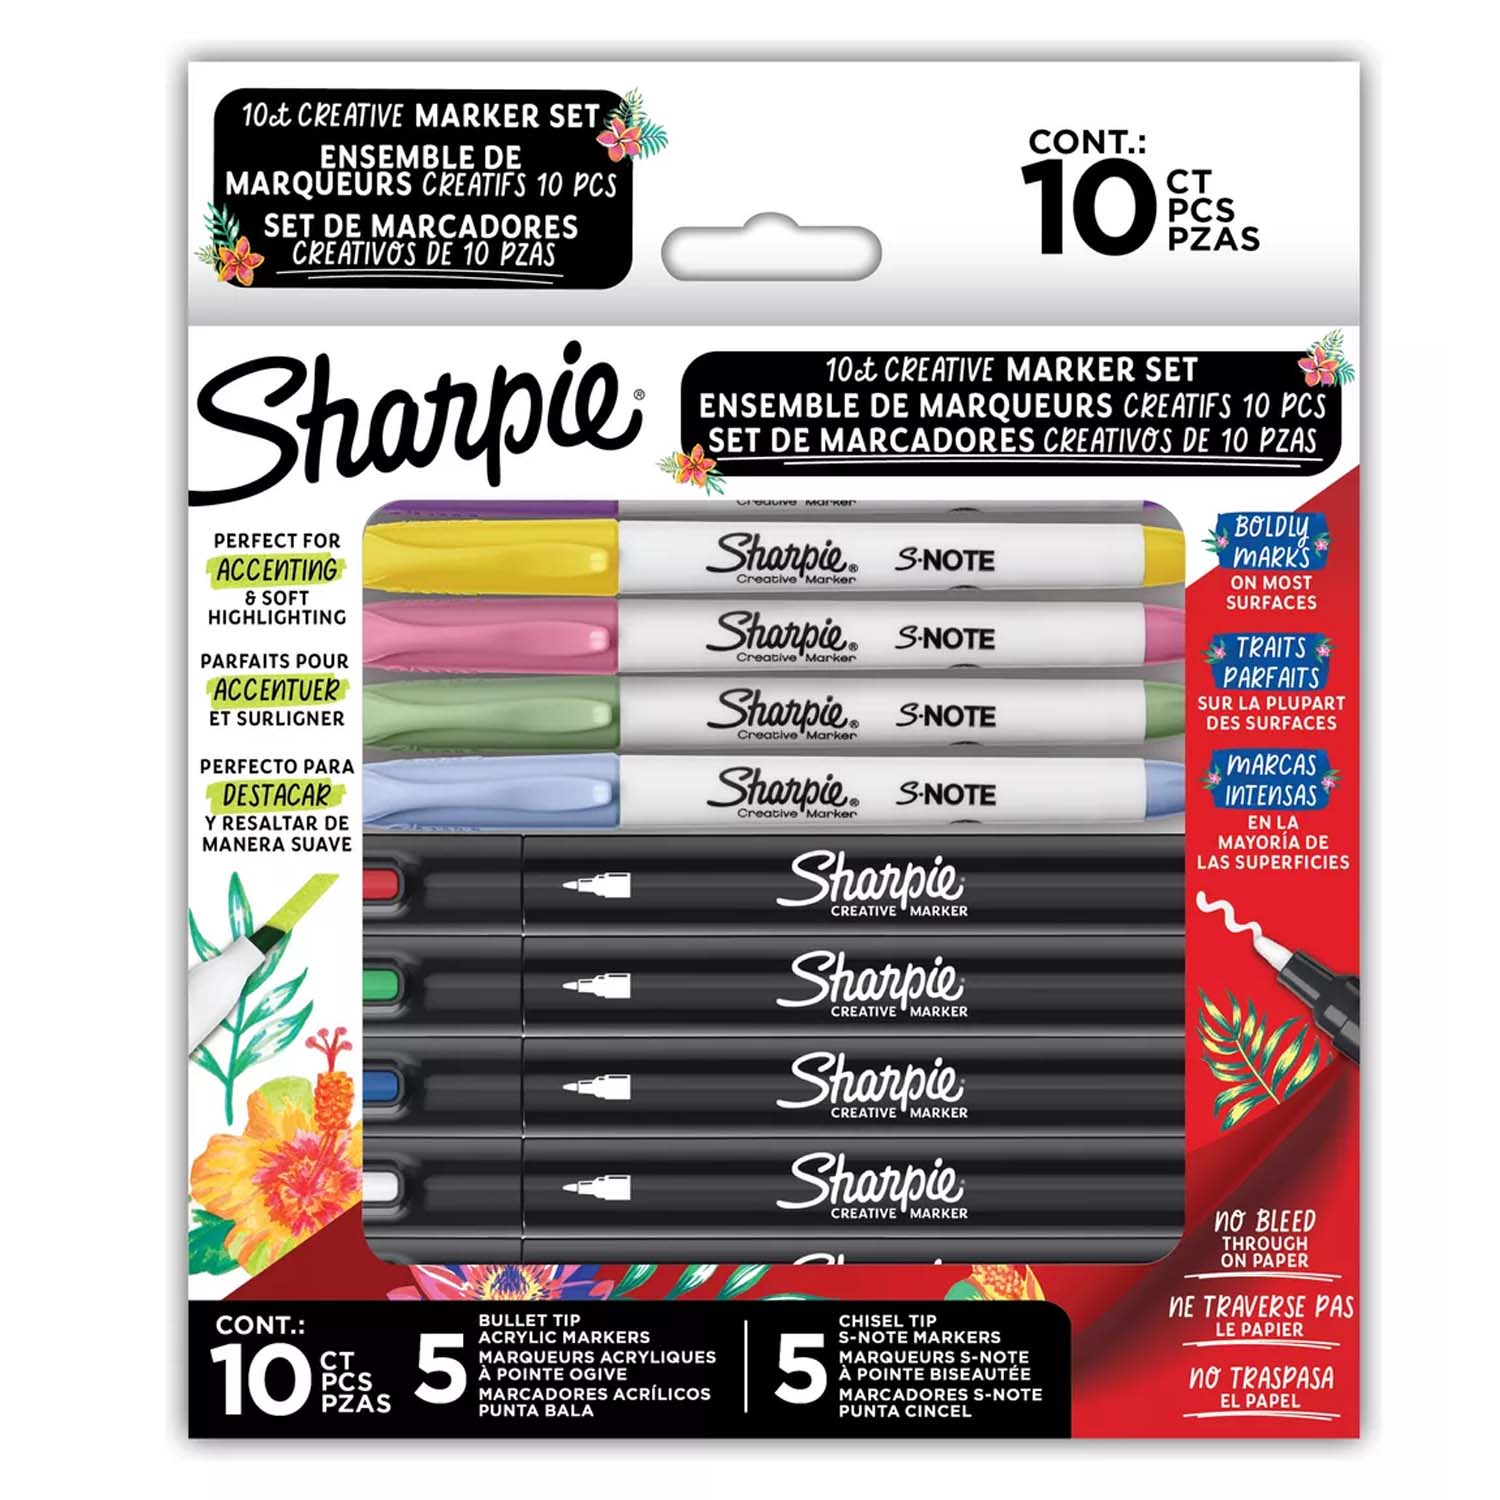 10ct CREATIVE MARKER SET
ENSEMBLE DE
MARQUEURS CREATIFS 10 PCS
SET DE MARCADORES
CREATIVOS DE 10 PZAS
CONT.:
10 CT
PCS
PZAS
Sharpie®
10ct CREATIVE MARKER SET
ENSEMBLE DE MARQUEURS CREATIFS 10 PCS
SET DE MARCADORES CREATIVOS DE 10 PZAS
PERFECT FOR
ACCENTING
& SOFT
HIGHLIGHTING
PARFAITS POUR
ACCENTUER
ET SURLIGNER
PERFECTO PARA
DESTACAR
Y RESALTAR DE
MANERA SUAVE
Creative Marker
Sharpie® S·NOTE
Creative Marker
Sharpie® S·NOTE
Creative Marker
Sharpie® S·NOTE
Creative Marker
Sharpie® S·NOTE
Creative Marker
Sharpie
CREATIVE MARKER
Sharpie
CREATIVE MARKER
Sharpie
CREATIVE MARKER
Sharpie
CREATIVE MARKER
Sharpie
BOLDLY
MARKS
ON MOST
SURFACES
TRAITS
PARFAITS
SUR LA PLUPART
DES SURFACES
MARCAS
INTENSAS
EN LA
MAYORÍA DE
LAS SUPERFICIES
NO BLEED
THROUGH
ON PAPER
NE TRAVERSE PAS
LE PAPIER
NO TRASPASA
EL PAPEL
CONT.:
10 CT
PCS
PZAS
5 BULLET TIP
ACRYLIC MARKERS
MARQUEURS ACRYLIQUES
À POINTE OGIVE
MARCADORES ACRÍLICOS
PUNTA BALA
5 CHISEL TIP
S-NOTE MARKERS
MARQUEURS S-NOTE
À POINTE BISEAUTÉE
MARCADORES S-NOTE
PUNTA CINCEL